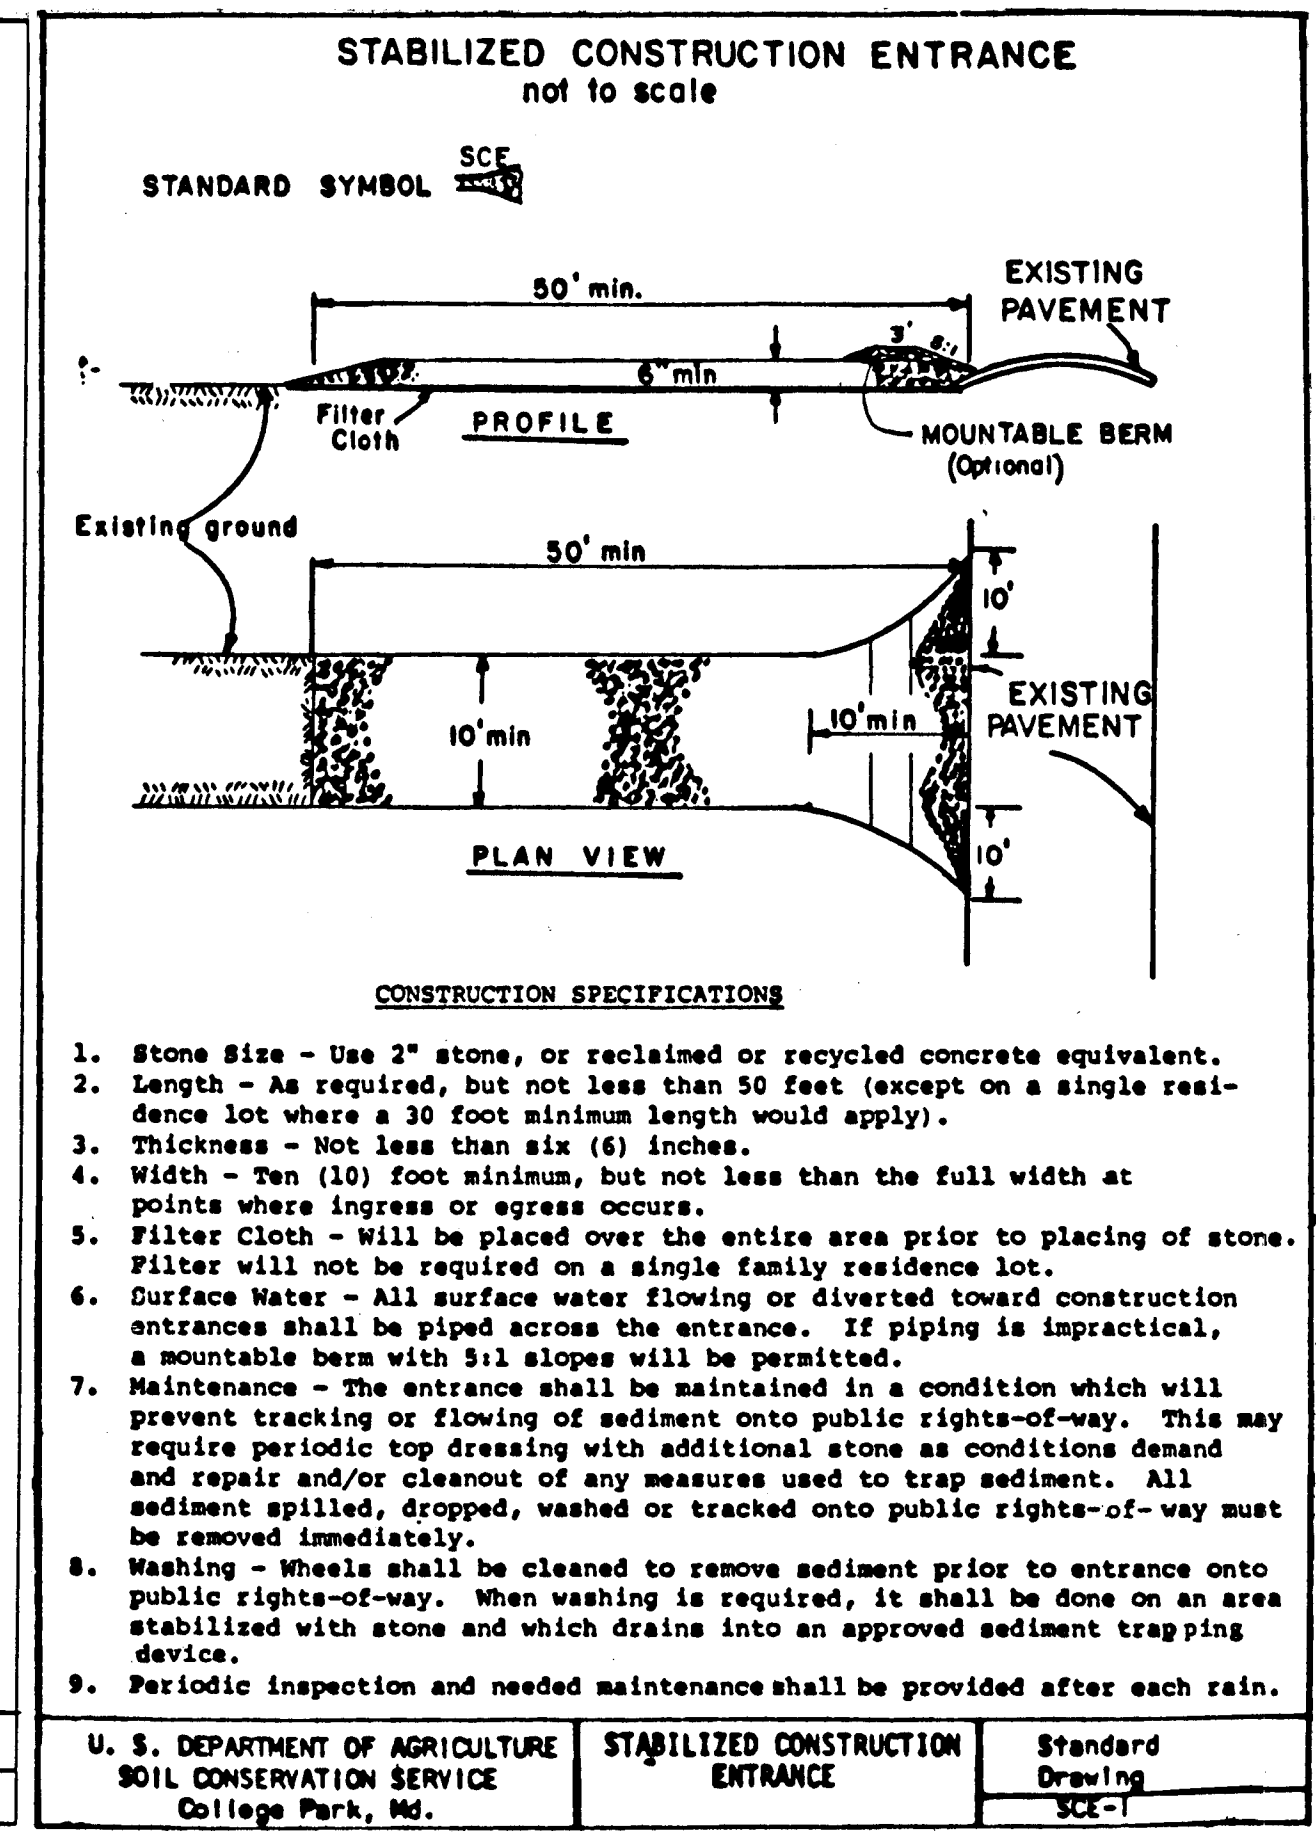 STABILIZED CONSTRUCTION ENTRANCE
not to scale
SCE
STANDARD SYMBOL
50' min.
EXISTING
PAVEMENT
3'
6" min
Filter
Cloth
PROFILE
MOUNTABLE BERM
(Optional)
Existing ground
50' min
10'
EXISTING
PAVEMENT
10' min
10' min
10'
PLAN VIEW
CONSTRUCTION SPECIFICATIONS
1. Stone Size - Use 2" stone, or reclaimed or recycled concrete equivalent.
2. Length - As required, but not less than 50 feet (except on a single resi-
dence lot where a 30 foot minimum length would apply).
3. Thickness - Not less than six (6) inches.
4. Width - Ten (10) foot minimum, but not less than the full width at
points where ingress or egress occurs.
5. Filter Cloth - Will be placed over the entire area prior to placing of stone.
Filter will not be required on a single family residence lot.
6. Surface Water - All surface water flowing or diverted toward construction
entrances shall be piped across the entrance. If piping is impractical,
a mountable berm with 5:1 slopes will be permitted.
7. Maintenance - The entrance shall be maintained in a condition which will
prevent tracking or flowing of sediment onto public rights-of-way. This may
require periodic top dressing with additional stone as conditions demand
and repair and/or cleanout of any measures used to trap sediment. All
sediment spilled, dropped, washed or tracked onto public rights-of-way must
be removed immediately.
8. Washing - Wheels shall be cleaned to remove sediment prior to entrance onto
public rights-of-way. When washing is required, it shall be done on an area
stabilized with stone and which drains into an approved sediment trapping
device.
9. Periodic inspection and needed maintenance shall be provided after each rain.
U. S. DEPARTMENT OF AGRICULTURE
SOIL CONSERVATION SERVICE
College Park, Md.
STABILIZED CONSTRUCTION
ENTRANCE
Standard
Drawing
SCE-1